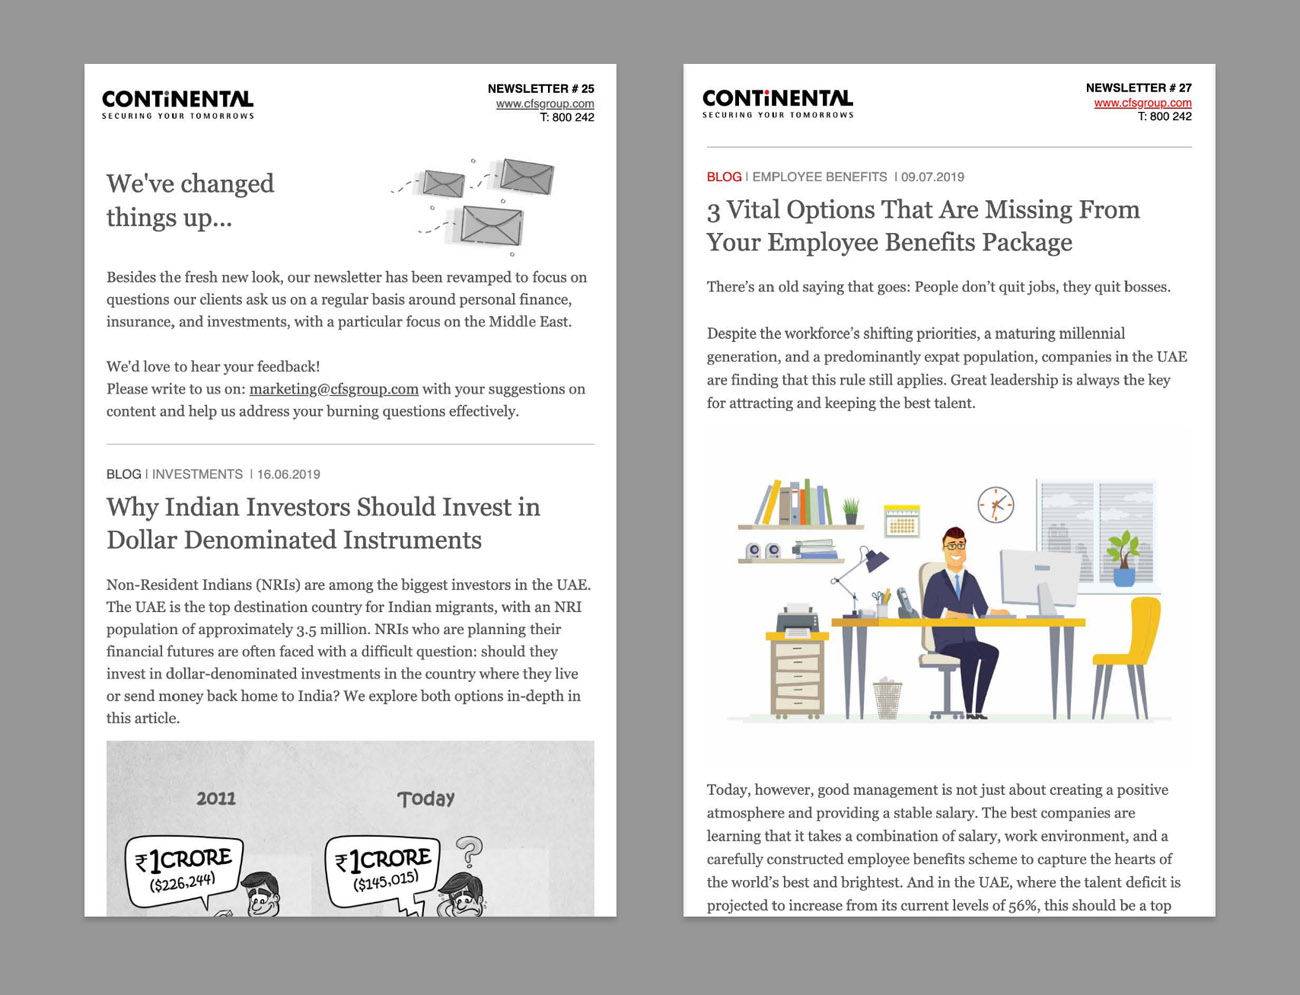 CONTiNENTAL
SECURING YOUR TOMORROWS
NEWSLETTER # 25
www.cfsgroup.com
T: 800 242
We've changed
things up...
Besides the fresh new look, our newsletter has been revamped to focus on
questions our clients ask us on a regular basis around personal finance,
insurance, and investments, with a particular focus on the Middle East.
We'd love to hear your feedback!
Please write to us on: marketing@cfsgroup.com with your suggestions on
content and help us address your burning questions effectively.
BLOG | INVESTMENTS | 16.06.2019
Why Indian Investors Should Invest in
Dollar Denominated Instruments
Non-Resident Indians (NRIs) are among the biggest investors in the UAE.
The UAE is the top destination country for Indian migrants, with an NRI
population of approximately 3.5 million. NRIs who are planning their
financial futures are often faced with a difficult question: should they
invest in dollar-denominated investments in the country where they live
or send money back home to India? We explore both options in-depth in
this article.
2011
Today
₹1CRORE
($226,244)
₹1CRORE
($145,015)
?
CONTiNENTAL
SECURING YOUR TOMORROWS
NEWSLETTER # 27
www.cfsgroup.com
T: 800 242
BLOG | EMPLOYEE BENEFITS | 09.07.2019
3 Vital Options That Are Missing From
Your Employee Benefits Package
There's an old saying that goes: People don't quit jobs, they quit bosses.
Despite the workforce's shifting priorities, a maturing millennial
generation, and a predominantly expat population, companies in the UAE
are finding that this rule still applies. Great leadership is always the key
for attracting and keeping the best talent.
Today, however, good management is not just about creating a positive
atmosphere and providing a stable salary. The best companies are
learning that it takes a combination of salary, work environment, and a
carefully constructed employee benefits scheme to capture the hearts of
the world's best and brightest. And in the UAE, where the talent deficit is
projected to increase from its current levels of 56%, this should be a top